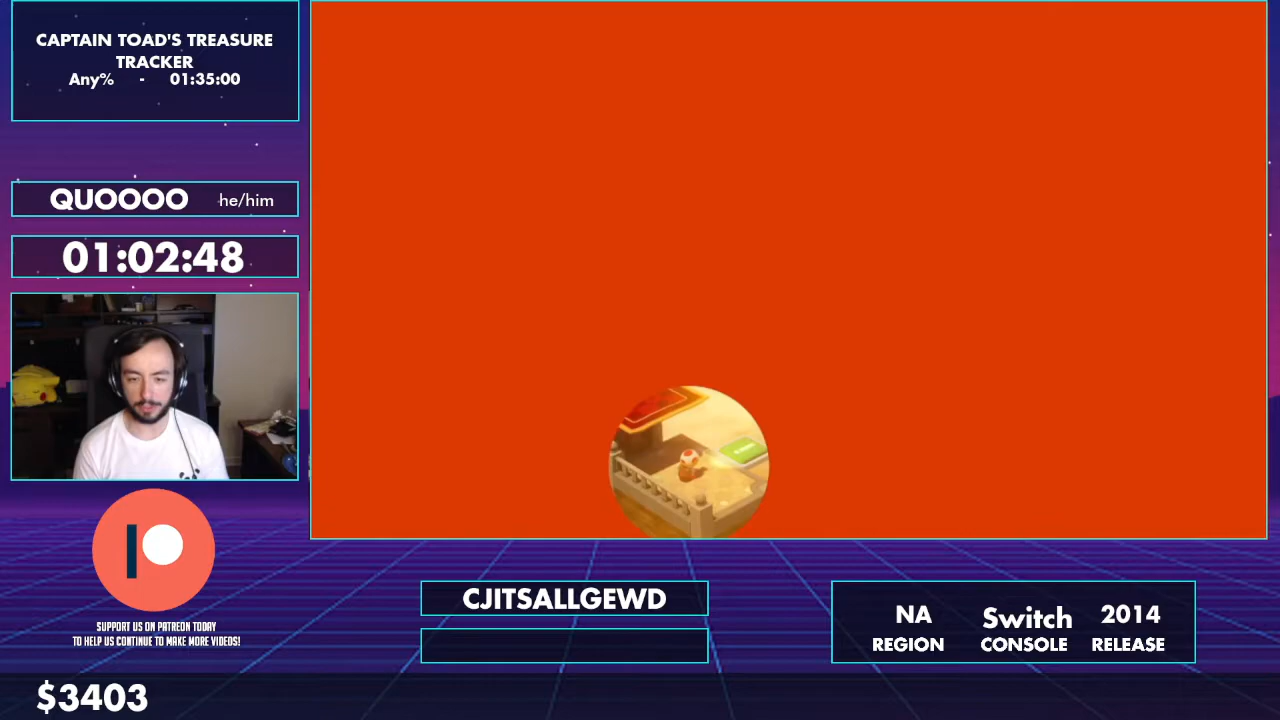 CAPTAIN TOAD'S TREASURE
TRACKER
Any% - 01:35:00
QUOOOO he/him
01:02:48
SUPPORT US ON PATREON TODAY
TO HELP US CONTINUE TO MAKE MORE VIDEOS!
CJITSALLGEWD
NA Switch 2014
REGION CONSOLE RELEASE
$3403